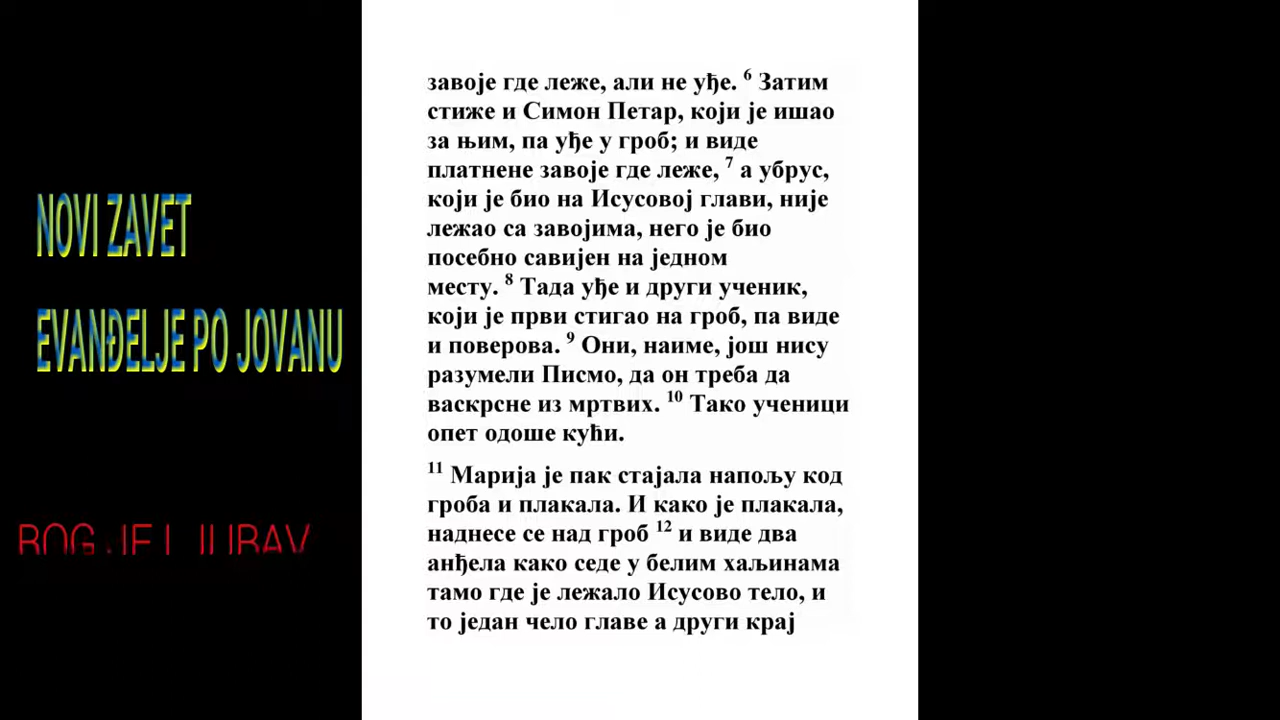 NOVI ZAVET
EVANĐELJE PO JOVANU
BOG JE LJUBAV
завоје где леже, али не уђе. 6 Затим
стиже и Симон Петар, који је ишао
за њим, па уђе у гроб; и виде
платнене завоје где леже, 7 а убрус,
који је био на Исусовој глави, није
лежао са завојима, него је био
посебно савијен на једном
месту. 8 Тада уђе и други ученик,
који је први стигао на гроб, па виде
и поверова. 9 Они, наиме, још нису
разумели Писмо, да он треба да
васкрсне из мртвих. 10 Тако ученици
опет одоше кући.
11 Марија је пак стајала напољу код
гроба и плакала. И како је плакала,
наднесе се над гроб 12 и виде два
анђела како седе у белим хаљинама
тамо где је лежало Исусово тело, и
то један чело главе а други крај